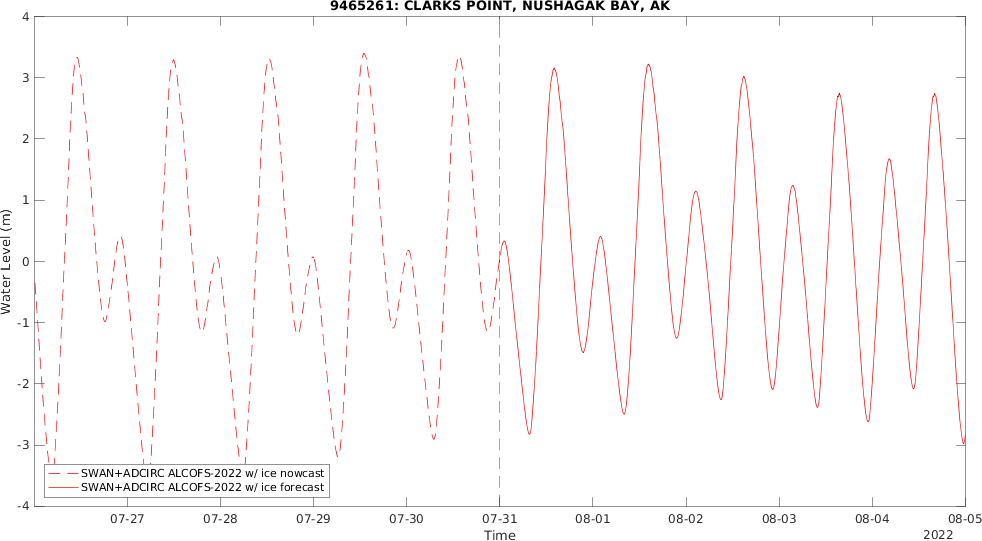 9465261: CLARKS POINT, NUSHAGAK BAY, AK
4
3
2
1
0
-1
-2
-3
-4
Water Level (m)
SWAN+ADCIRC ALCOFS-2022 w/ ice nowcast
SWAN+ADCIRC ALCOFS-2022 w/ ice forecast
07-27 07-28 07-29 07-30 07-31 08-01 08-02 08-03 08-04 08-05
Time
2022